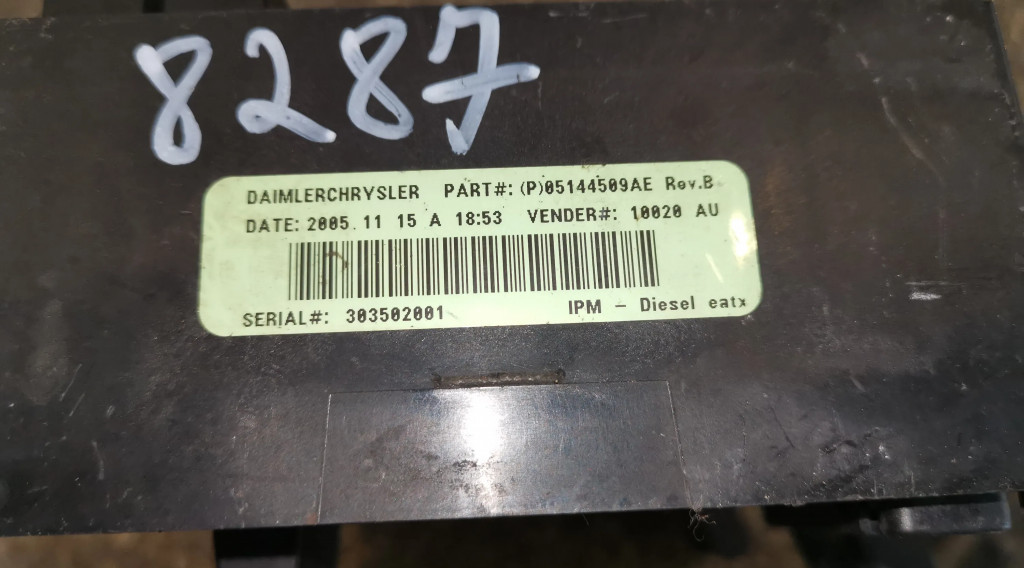 8287
DAIMLERCHRYSLER PART#: (P)05144509AE Rev.B
DATE: 2005.11 15 A 18:53 VENDER#: 10020 AU
SERIAL#: 303502001 IPM - Diesel eatx